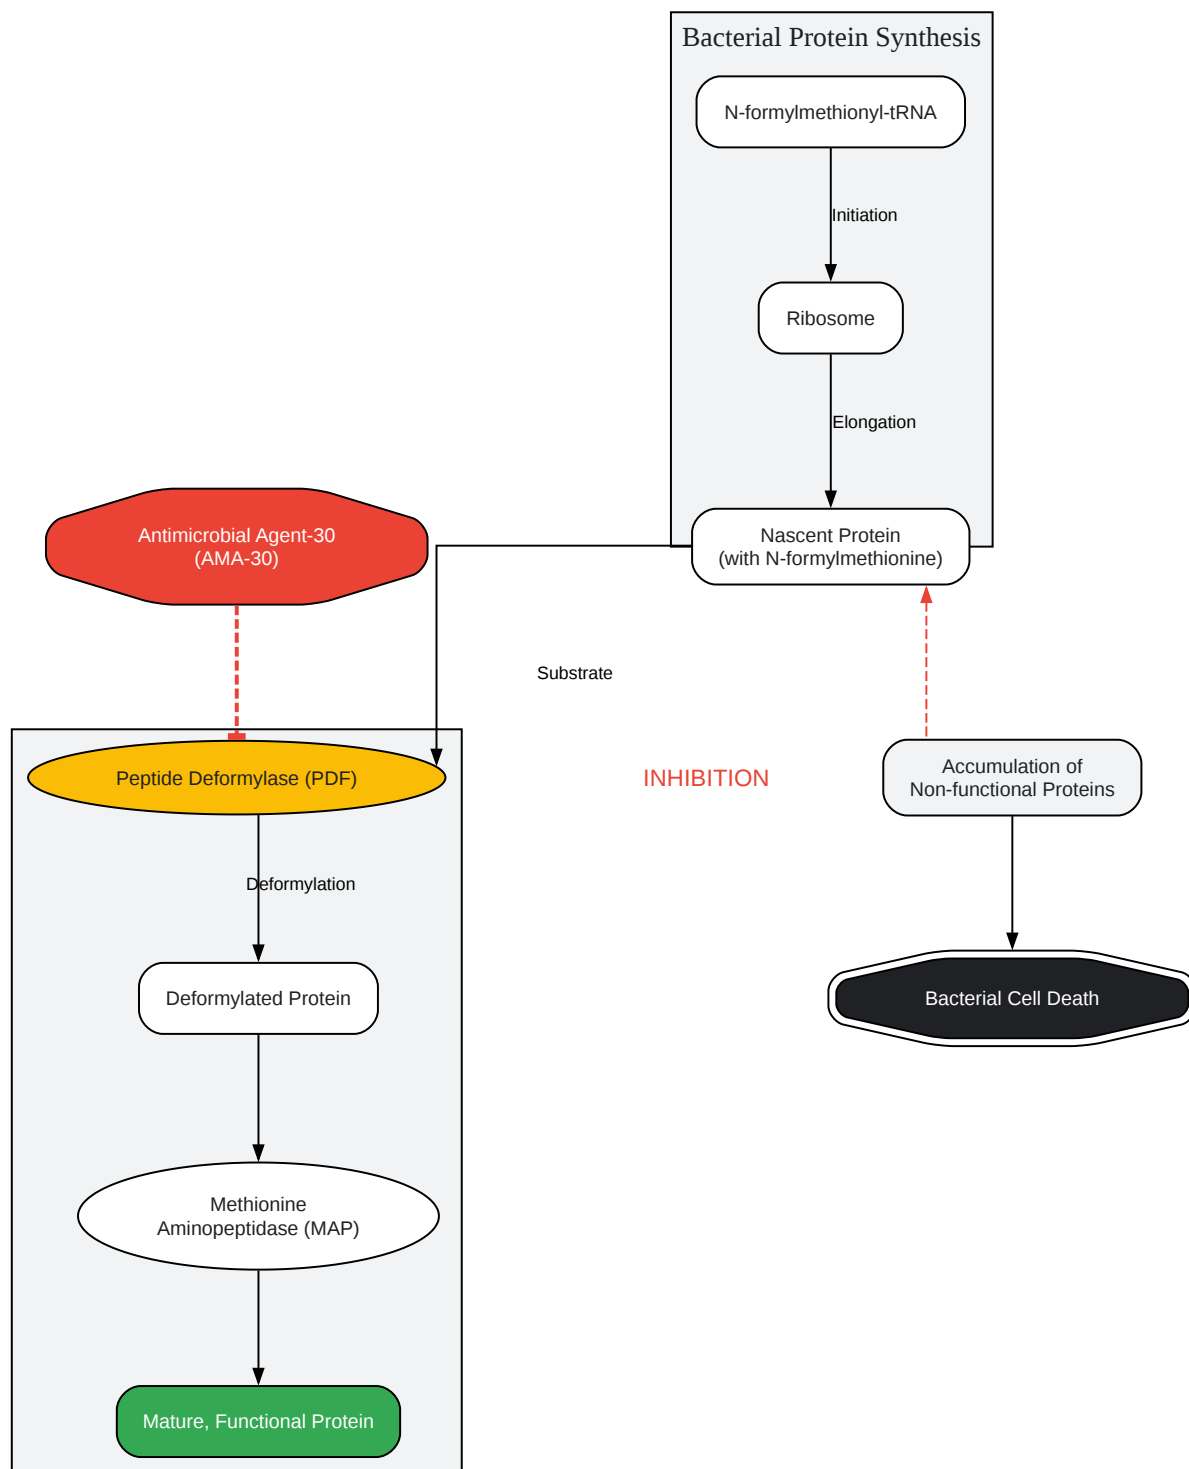 Bacterial Protein Synthesis
N-formylmethionyl-tRNA
Initiation
Ribosome
Elongation
Nascent Protein
(with N-formylmethionine)
Antimicrobial Agent-30
(AMA-30)
Substrate
Peptide Deformylase (PDF)
INHIBITION
Accumulation of
Non-functional Proteins
Deformylation
Deformylated Protein
Bacterial Cell Death
Methionine
Aminopeptidase (MAP)
Mature, Functional Protein